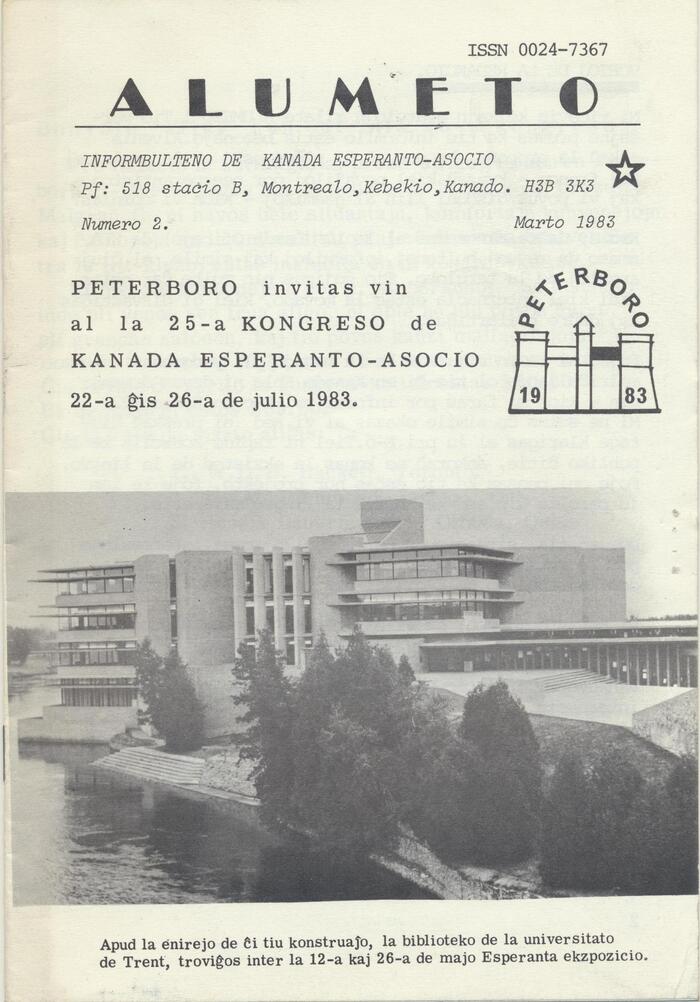 ISSN 0024-7367
ALUMETO
INFORMBULTENO DE KANADA ESPERANTO-ASOCIO
Pf: 518 stacio B, Montrealo,Kebekio,Kanado. H3B 3K3
Numero 2. Marto 1983
PETERBORO invitas vin
al la 25-a KONGRESO de
KANADA ESPERANTO-ASOCIO
22-a ĝis 26-a de julio 1983.
PETERBORO
19 83
Apud la enirejo de ĉi tiu konstruaĵo, la biblioteko de la universitato
de Trent, troviĝos inter la 12-a kaj 26-a de majo Esperanta ekzpozicio.